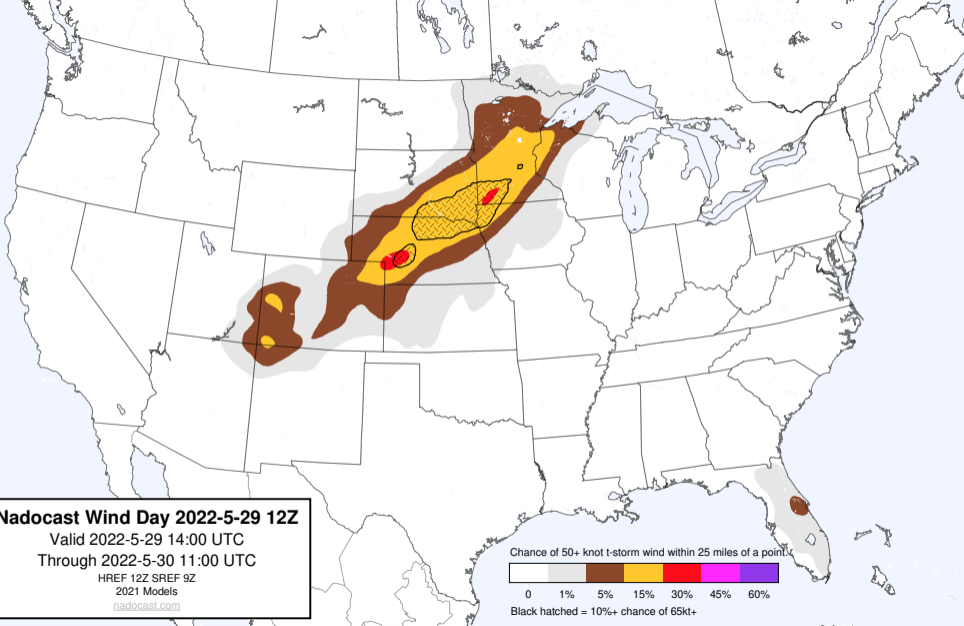 Nadocast Wind Day 2022-5-29 12Z
Valid 2022-5-29 14:00 UTC
Through 2022-5-30 11:00 UTC
HREF 12Z SREF 9Z
2021 Models
nadocast.com
Chance of 50+ knot t-storm wind within 25 miles of a point.
0 1% 5% 15% 30% 45% 60%
Black hatched = 10%+ chance of 65kt+